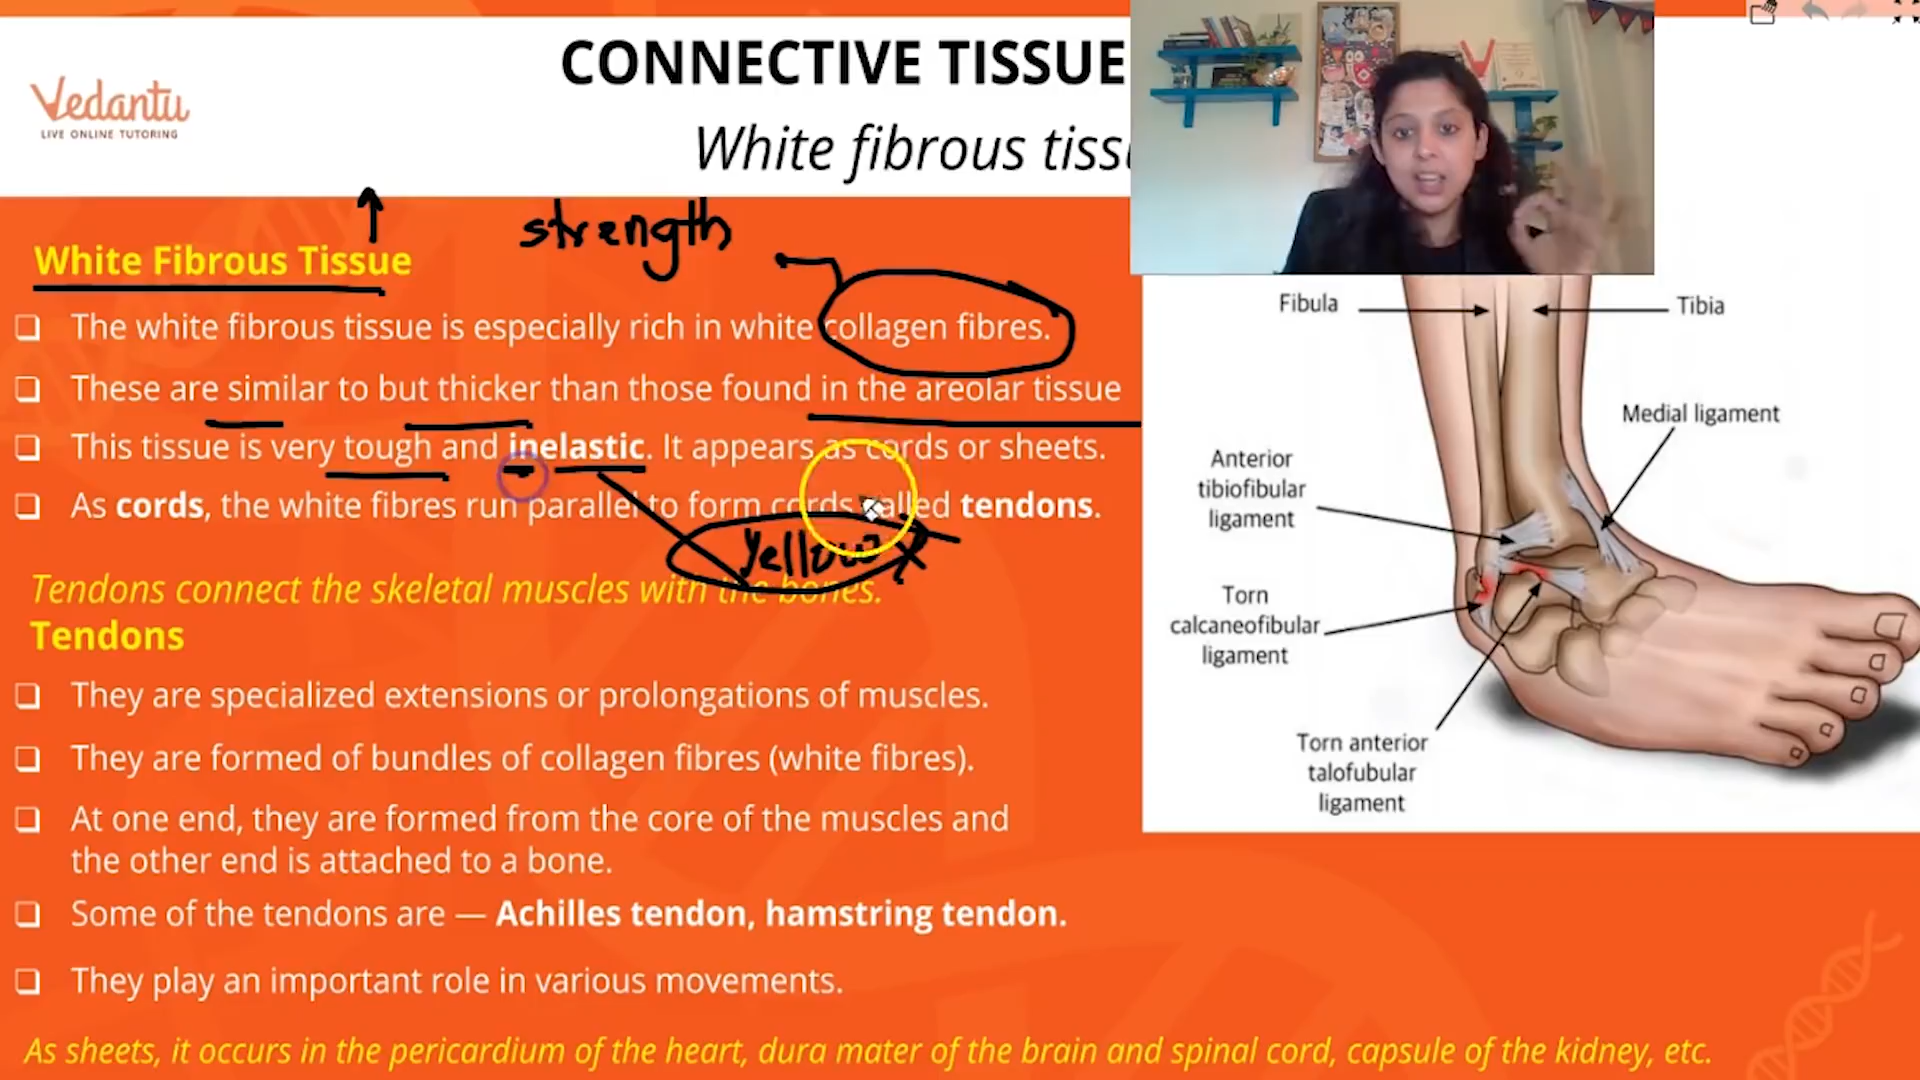 CONNECTIVE TISSUE
Vedantu
LIVE ONLINE TUTORING
White fibrous
strength
White Fibrous Tissue
❑ The white fibrous tissue is especially rich in white collagen fibres.
❑ These are similar to but thicker than those found in the areolar tissue
❑ This tissue is very tough and inelastic. It appears as cords or sheets.
❑ As cords, the white fibres run parallel to form cords called tendons.
yellow
Tendons connect the skeletal muscles with the bones.
Tendons
❑ They are specialized extensions or prolongations of muscles.
❑ They are formed of bundles of collagen fibres (white fibres).
❑ At one end, they are formed from the core of the muscles and
the other end is attached to a bone.
❑ Some of the tendons are — Achilles tendon, hamstring tendon.
❑ They play an important role in various movements.
As sheets, it occurs in the pericardium of the heart, dura mater of the brain and spinal cord, capsule of the kidney, etc.
Fibula
Tibia
Medial ligament
Anterior
tibiofibular
ligament
Torn
calcaneofibular
ligament
Torn anterior
talofubular
ligament